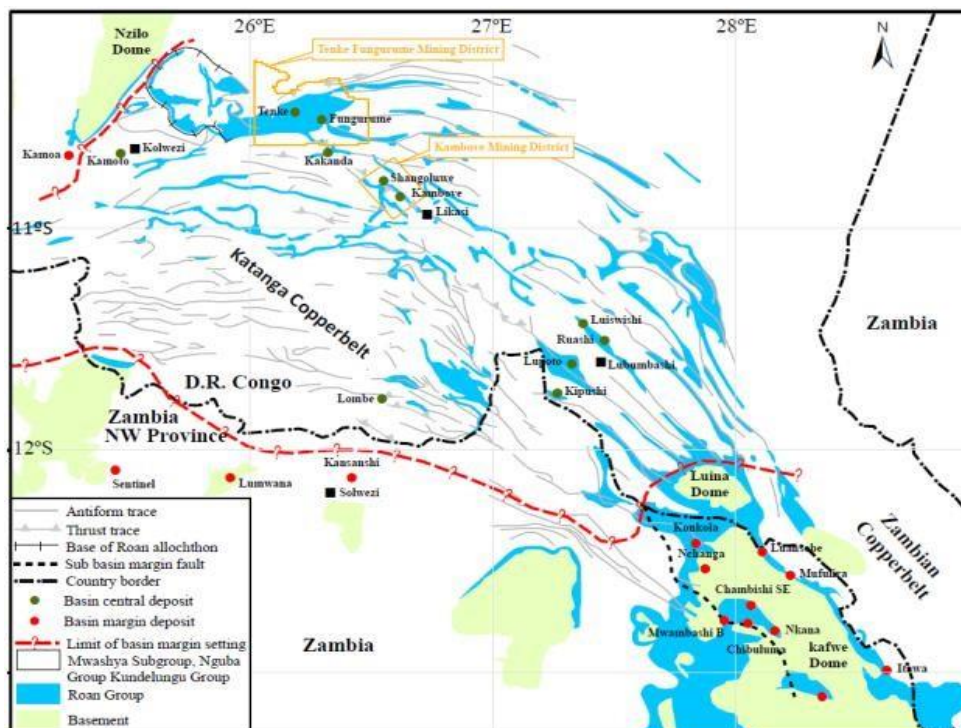 26°E
27°E
28°E
Nzilo
Dome
Tenke Fungurume Mining District
N
Tenke
Fungurume
Kolwezi
Kamoa
Kamoto
Kakanda
Kambove Mining District
Shangoluwe
Kambove
Likasi
11°S
Katanga Copperbelt
Zambia
Luiswishi
Ruashi
Lupoto
Lubumbashi
D.R. Congo
Kipushi
Lombe
Zambia
NW Province
12°S
Kansanshi
Sentinel
Lumwana
Solwezi
Luina
Dome
Konkola
Luansobe
Zambian
Copperbelt
Nchanga
Mufulira
Chambishi SE
Mwambashi B
Nkana
Chibuluma
Zambia
kafwe
Dome
Itawa
Antiform trace
Thrust trace
Base of Roan allochthon
Sub basin margin fault
Country border
Basin central deposit
Basin margin deposit
? Limit of basin margin setting
Mwashya Subgroup, Nguba
Group Kundelungu Group
Roan Group
Basement